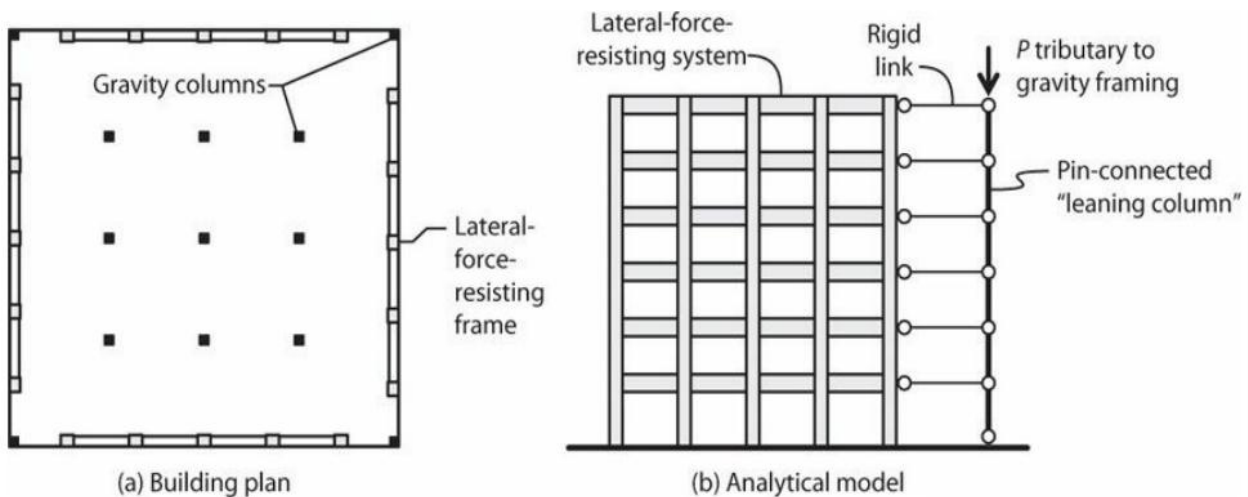 Gravity columns
Lateral-
force-
resisting
frame
(a) Building plan
Lateral-force-
resisting system
Rigid
link
P tributary to
gravity framing
Pin-connected
“leaning column”
(b) Analytical model